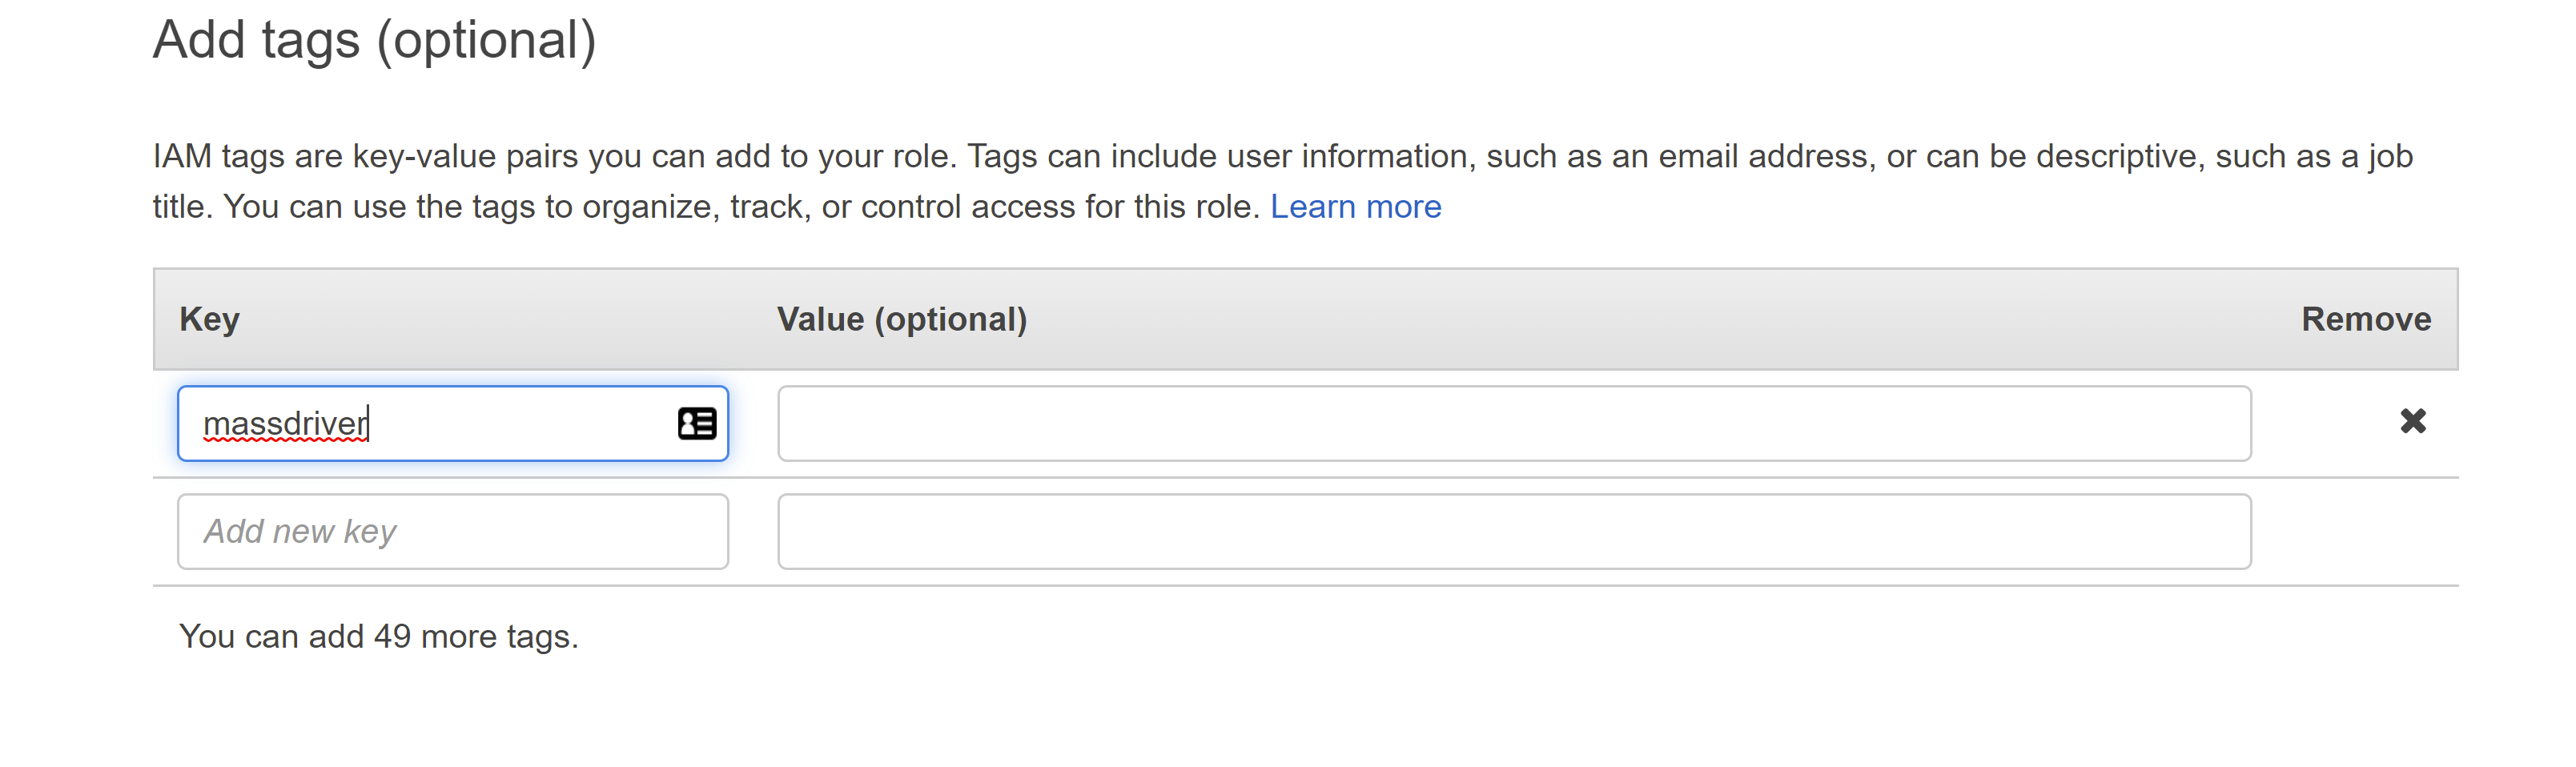 Add tags (optional)
IAM tags are key-value pairs you can add to your role. Tags can include user information, such as an email address, or can be descriptive, such as a job
title. You can use the tags to organize, track, or control access for this role. Learn more
Key Value (optional) Remove
massdriver
Add new key
You can add 49 more tags.